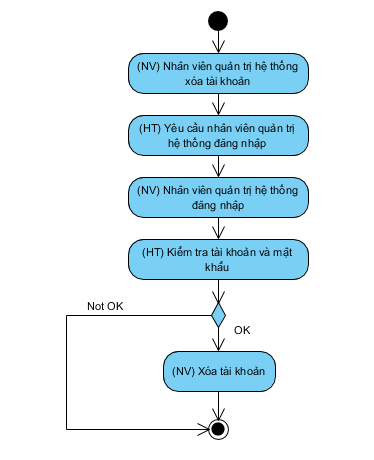 (NV) Nhân viên quản trị hệ thống
xóa tài khoản
(HT) Yêu cầu nhân viên quản trị
hệ thống đăng nhập
(NV) Nhân viên quản trị hệ thống
đăng nhập
(HT) Kiểm tra tài khoản và mật
khẩu
Not OK
OK
(NV) Xóa tài khoản